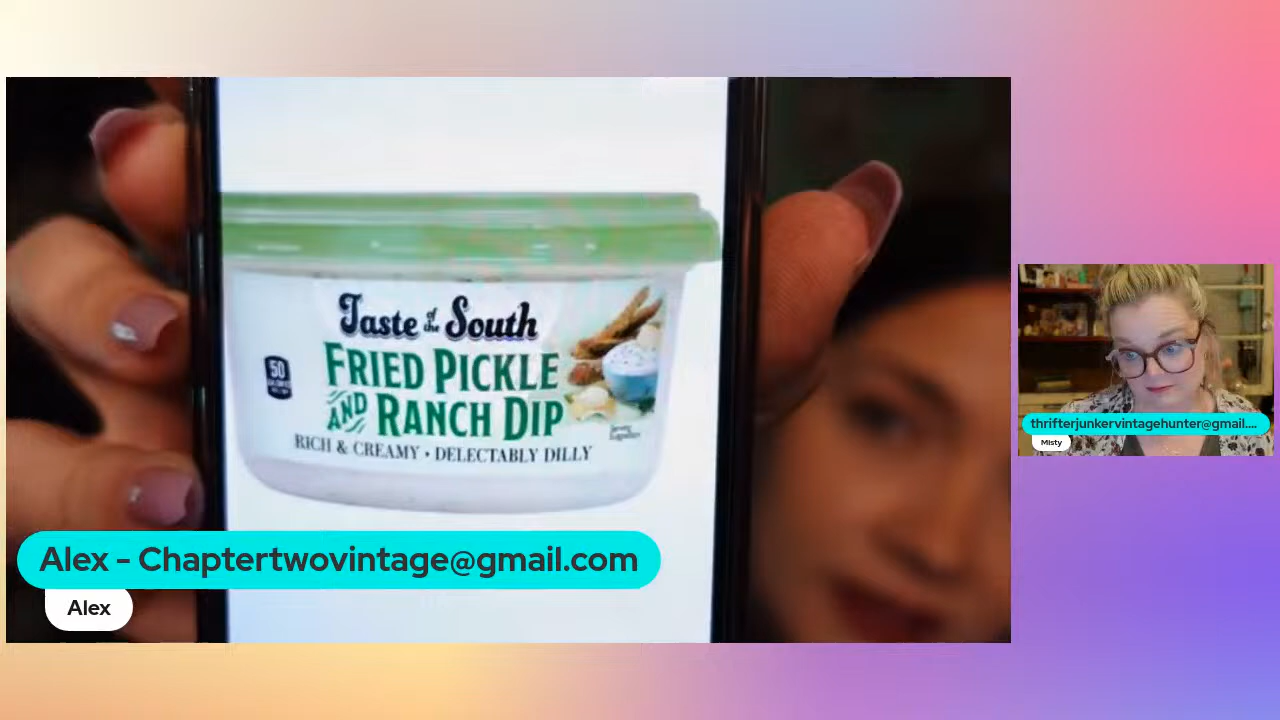 Taste of the South
FRIED PICKLE
AND RANCH DIP
RICH & CREAMY • DELECTABLY DILLY
50
Alex - Chaptertwovintage@gmail.com
Alex
thrifterjunkervintagehunter@gmail....
Misty